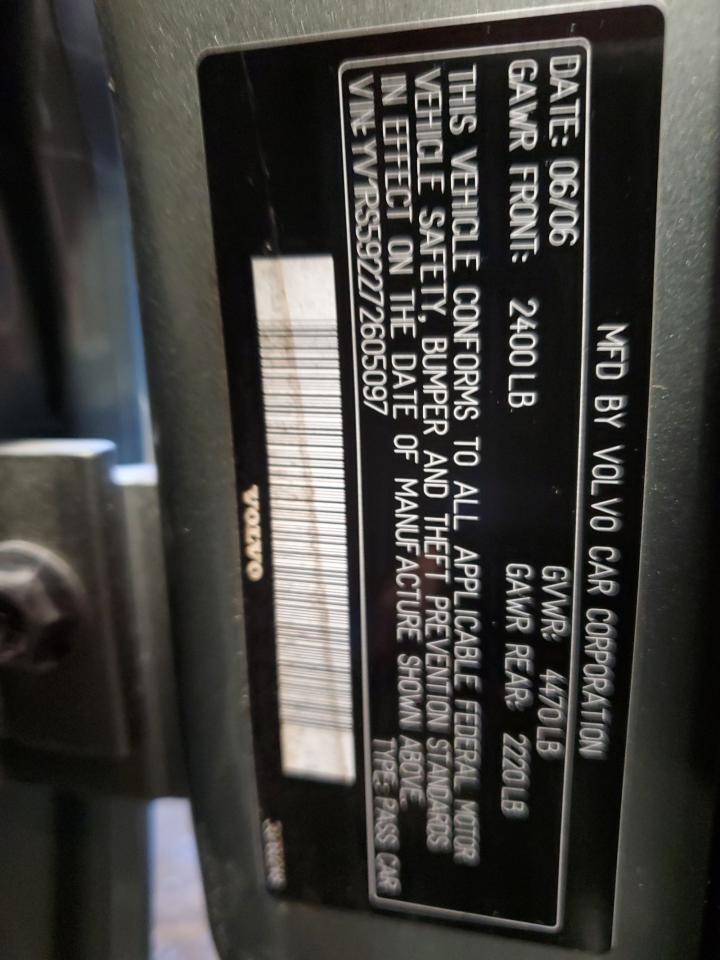 MFD BY VOLVO CAR CORPORATION
DATE: 06/06 GVWR: 4470 LB
GAWR FRONT: 2400 LB GAWR REAR: 2220 LB
THIS VEHICLE CONFORMS TO ALL APPLICABLE FEDERAL MOTOR
VEHICLE SAFETY, BUMPER AND THEFT PREVENTION STANDARDS
IN EFFECT ON THE DATE OF MANUFACTURE SHOWN ABOVE.
VIN: YV1RS592272605097 TYPE: PASS CAR
VOLVO